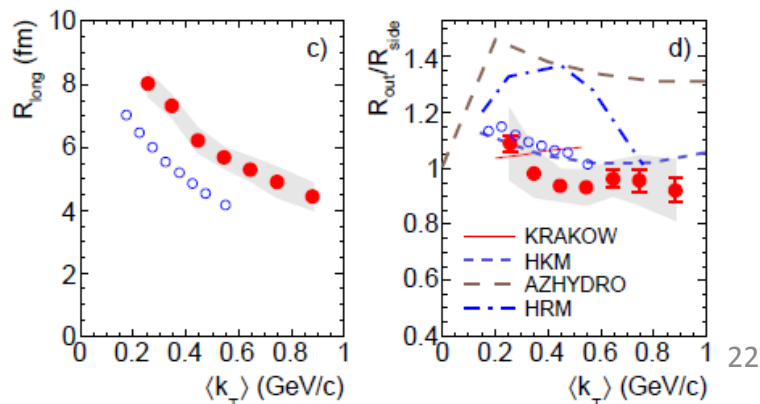 10
8
6
4
2
0
R_long (fm)
c)
0 0.2 0.4 0.6 0.8 1
⟨k_T⟩ (GeV/c)
1.4
1.2
1
0.8
0.6
0.4
R_out/R_side
d)
KRAKOW
HKM
AZHYDRO
HRM
0 0.2 0.4 0.6 0.8 1
⟨k_T⟩ (GeV/c)
22